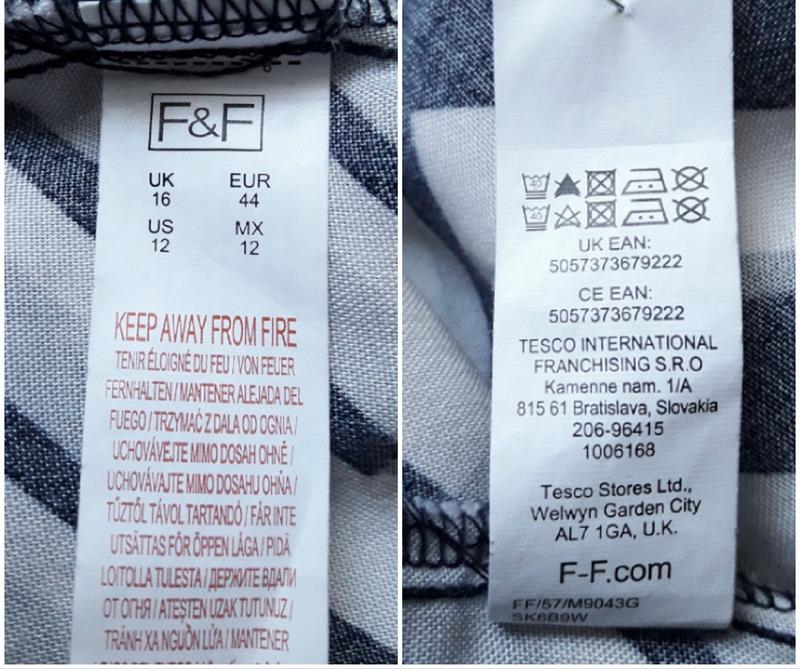 F&F
UK EUR
16 44
US MX
12 12
KEEP AWAY FROM FIRE
TENIR ÉLOIGNÉ DU FEU / VON FEUER
FERNHALTEN / MANTENER ALEJADA DEL
FUEGO / TRZYMAĆ Z DALA OD OGNIA /
UCHOVÁVEJTE MIMO DOSAH OHNĚ /
UCHOVÁVAJTE MIMO DOSAHU OHŇA /
TŰZTŐL TÁVOL TARTANDÓ / FÅR INTE
UTSÄTTAS FÖR ÖPPEN LÅGA / PIDÄ
LOITOLLA TULESTA / ДЕРЖИТЕ ВДАЛИ
ОТ ОГНЯ / ATEŞTEN UZAK TUTUNUZ /
TRÁNH XA NGUỒN LỬA / MANTENER
40
40
UK EAN:
5057373679222
CE EAN:
5057373679222
TESCO INTERNATIONAL
FRANCHISING S.R.O
Kamenne nam. 1/A
815 61 Bratislava, Slovakia
206-96415
1006168
Tesco Stores Ltd.,
Welwyn Garden City
AL7 1GA, U.K.
F-F.com
FF/57/M9043G
SK8B9W